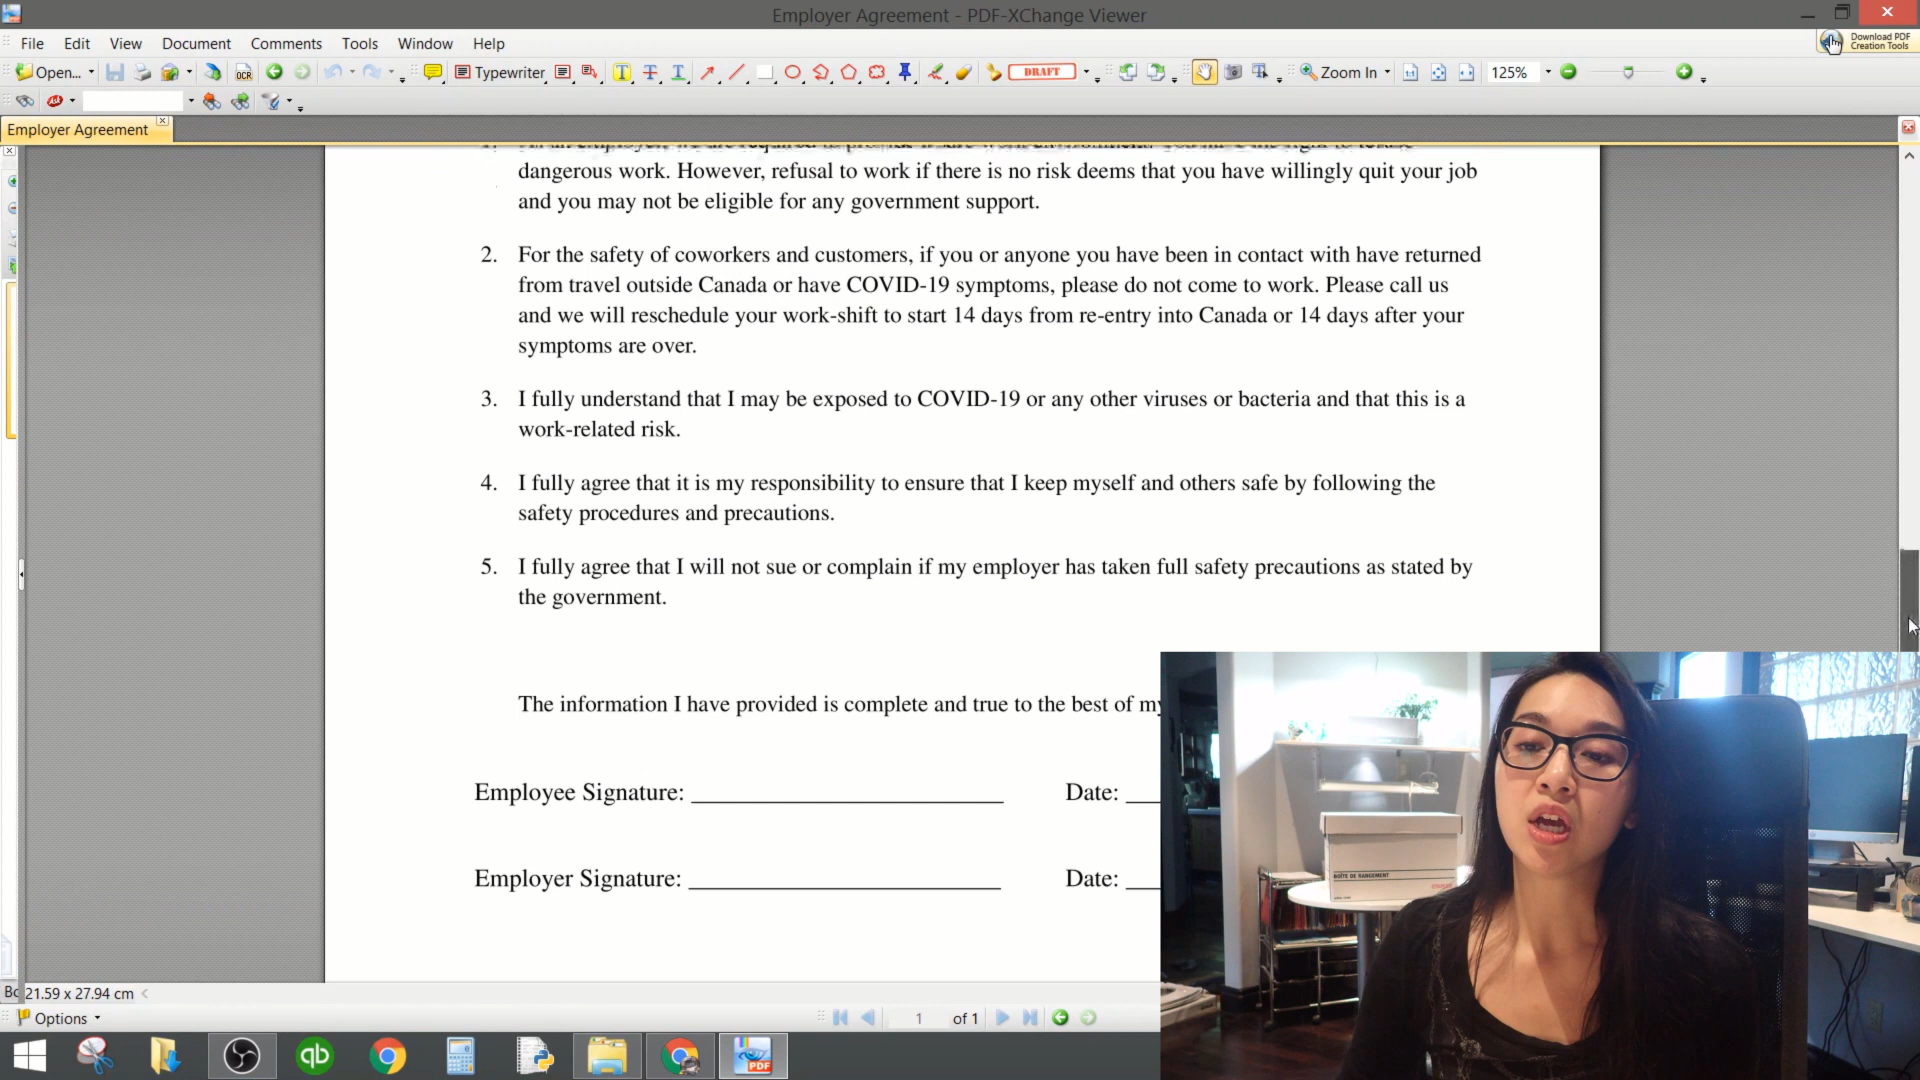 Employer Agreement - PDF-XChange Viewer
File Edit View Document Comments Tools Window Help
Download PDF
Creation Tools
Open... OCR Typewriter DRAFT Zoom In 125%
Employer Agreement
dangerous work. However, refusal to work if there is no risk deems that you have willingly quit your job
and you may not be eligible for any government support.
2. For the safety of coworkers and customers, if you or anyone you have been in contact with have returned
from travel outside Canada or have COVID-19 symptoms, please do not come to work. Please call us
and we will reschedule your work-shift to start 14 days from re-entry into Canada or 14 days after your
symptoms are over.
3. I fully understand that I may be exposed to COVID-19 or any other viruses or bacteria and that this is a
work-related risk.
4. I fully agree that it is my responsibility to ensure that I keep myself and others safe by following the
safety procedures and precautions.
5. I fully agree that I will not sue or complain if my employer has taken full safety precautions as stated by
the government.
The information I have provided is complete and true to the best of my
Employee Signature: Date:
Employer Signature: Date:
BOÎTE DE RANGEMENT
21.59 x 27.94 cm
Options 1 of 1
qb PDF